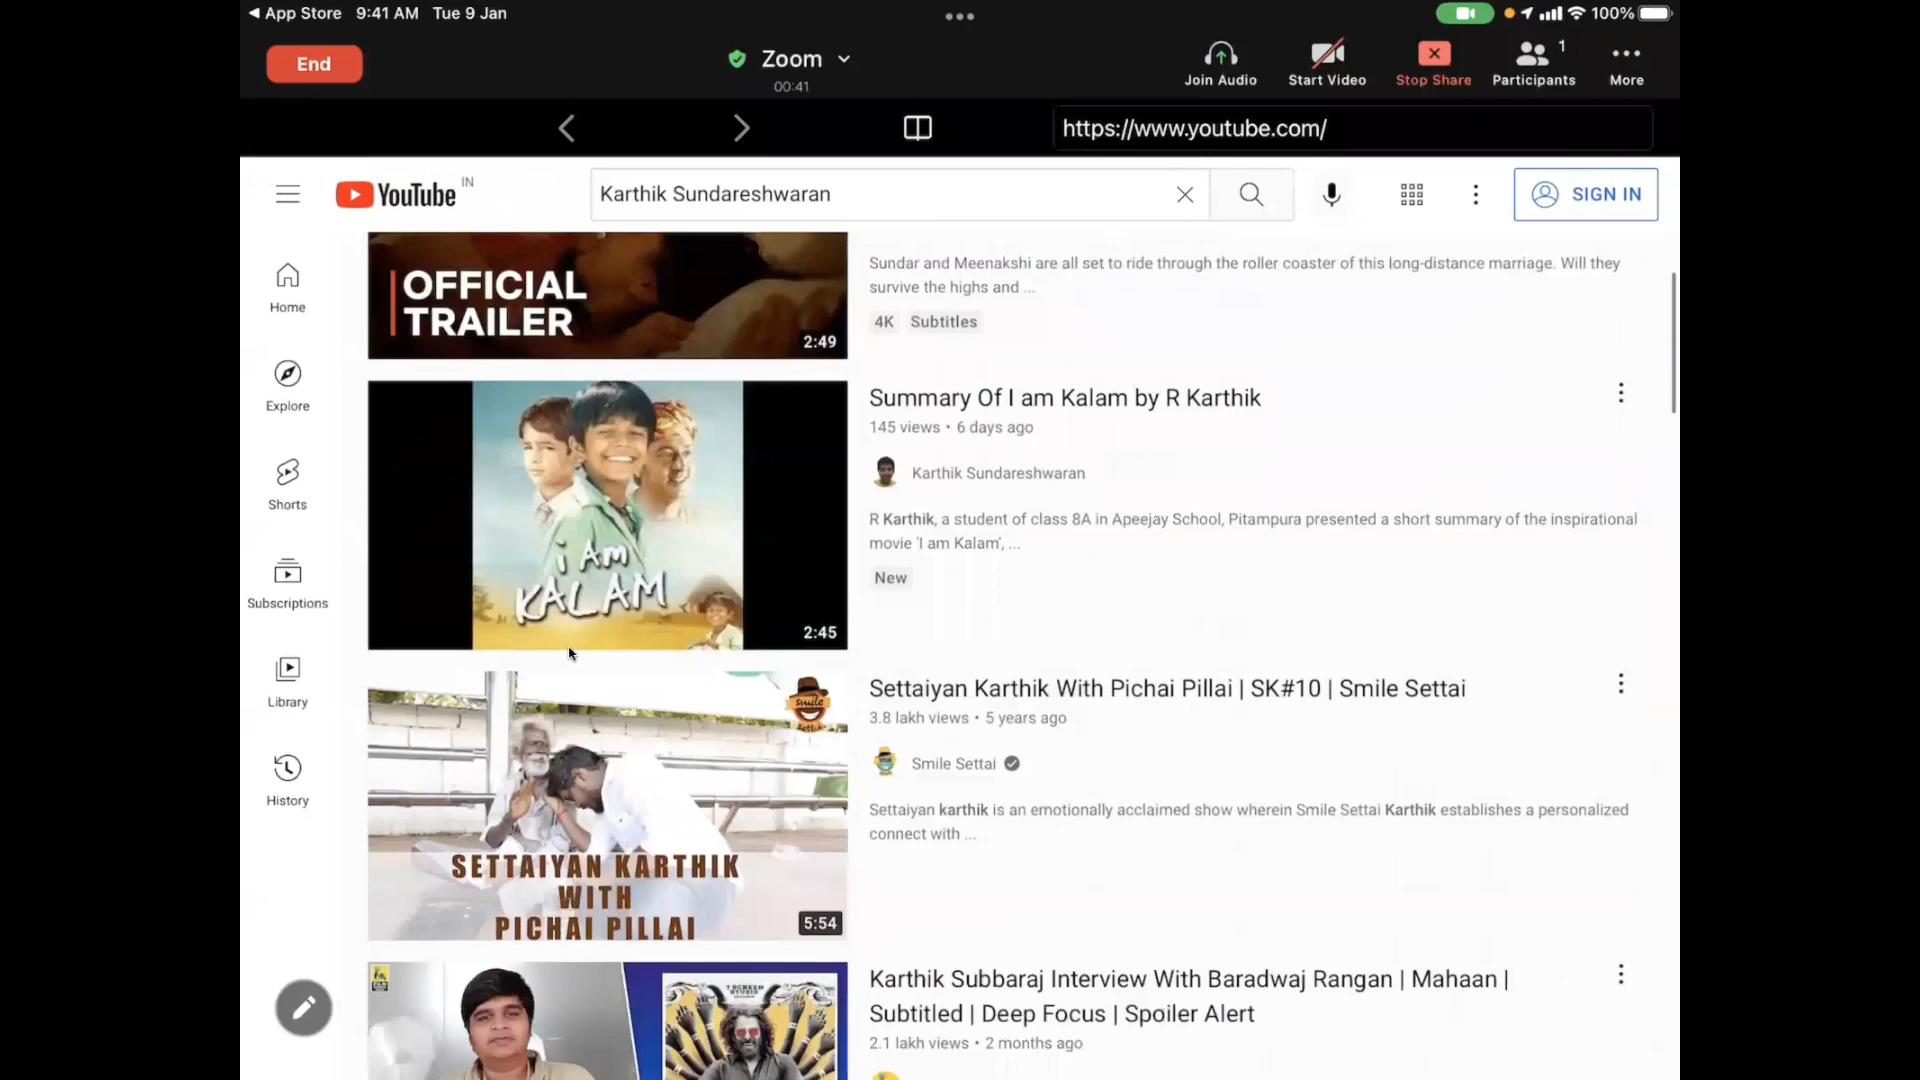 App Store 9:41 AM Tue 9 Jan
100%
End
Zoom
00:41
Join Audio
Start Video
Stop Share
Participants 1
More
https://www.youtube.com/
YouTube IN
Karthik Sundareshwaran
SIGN IN
Home
Explore
Shorts
Subscriptions
Library
History
OFFICIAL
TRAILER
2:49
Sundar and Meenakshi are all set to ride through the roller coaster of this long-distance marriage. Will they
survive the highs and ...
4K Subtitles
i Am
KALAM
2:45
Summary Of I am Kalam by R Karthik
145 views • 6 days ago
Karthik Sundareshwaran
R Karthik, a student of class 8A in Apeejay School, Pitampura presented a short summary of the inspirational
movie 'I am Kalam', ...
New
Smile
Settai
SETTAIYAN KARTHIK
WITH
PICHAI PILLAI
5:54
Settaiyan Karthik With Pichai Pillai | SK#10 | Smile Settai
3.8 lakh views • 5 years ago
Smile Settai
Settaiyan karthik is an emotionally acclaimed show wherein Smile Settai Karthik establishes a personalized
connect with ...
7 SCREEN STUDIO
Karthik Subbaraj Interview With Baradwaj Rangan | Mahaan |
Subtitled | Deep Focus | Spoiler Alert
2.1 lakh views • 2 months ago